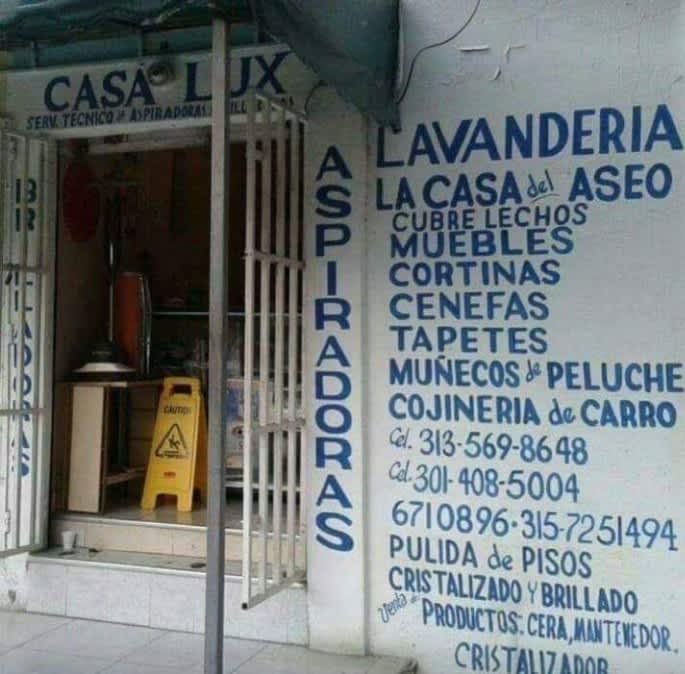 CASA LUX
SERV. TECNICO de ASPIRADORAS
ASPIRADORAS
LAVANDERIA
LA CASA del ASEO
CUBRE LECHOS
MUEBLES
CORTINAS
CENEFAS
TAPETES
MUÑECOS de PELUCHE
COJINERIA de CARRO
Cel. 313-569-8648
Cel. 301-408-5004
6710896 · 315-7251494
PULIDA de PISOS
CRISTALIZADO Y BRILLADO
Venta de PRODUCTOS: CERA, MANTENEDOR.
CRISTALIZADOR
CAUTION